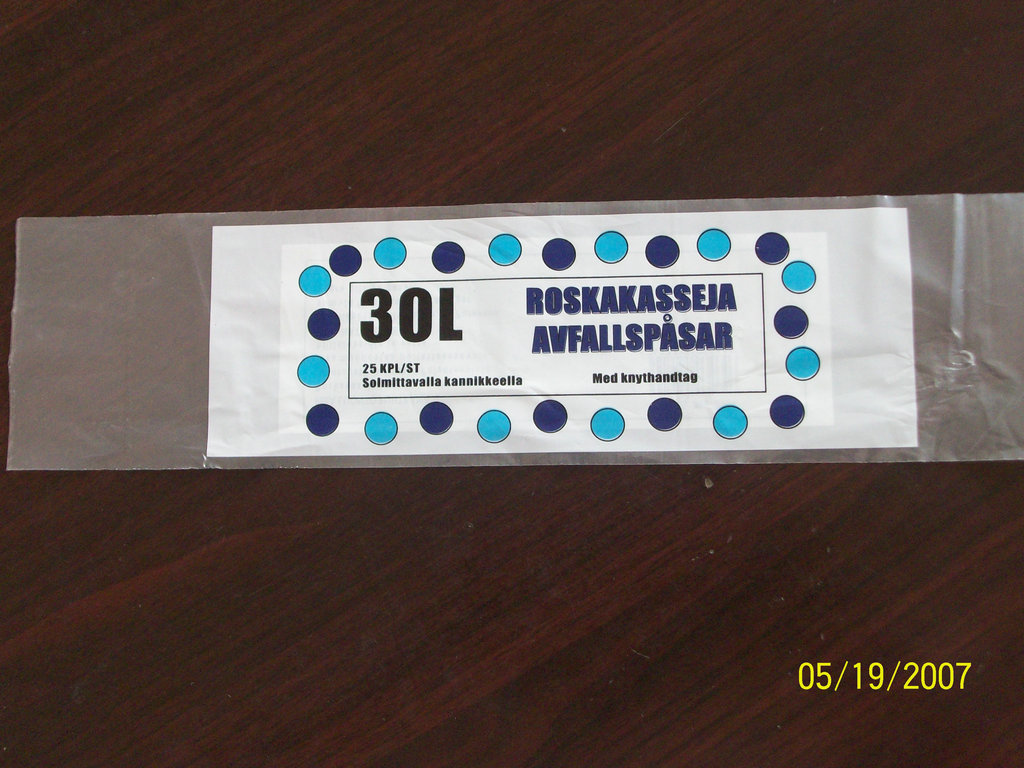 30L
ROSKAKASSEJA
AVFALLSPÅSAR
25 KPL/ST
Solmittavalla kannikkeella
Med knythandtag
05/19/2007